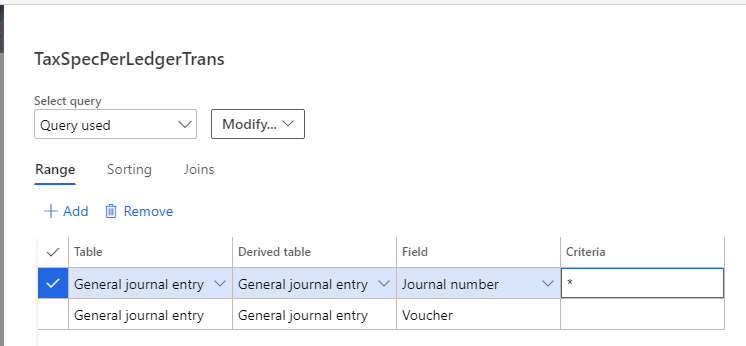 TaxSpecPerLedgerTrans
Select query
Query used
Modify...
Range Sorting Joins
Add Remove
Table Derived table Field Criteria
General journal entry General journal entry Journal number *
General journal entry General journal entry Voucher